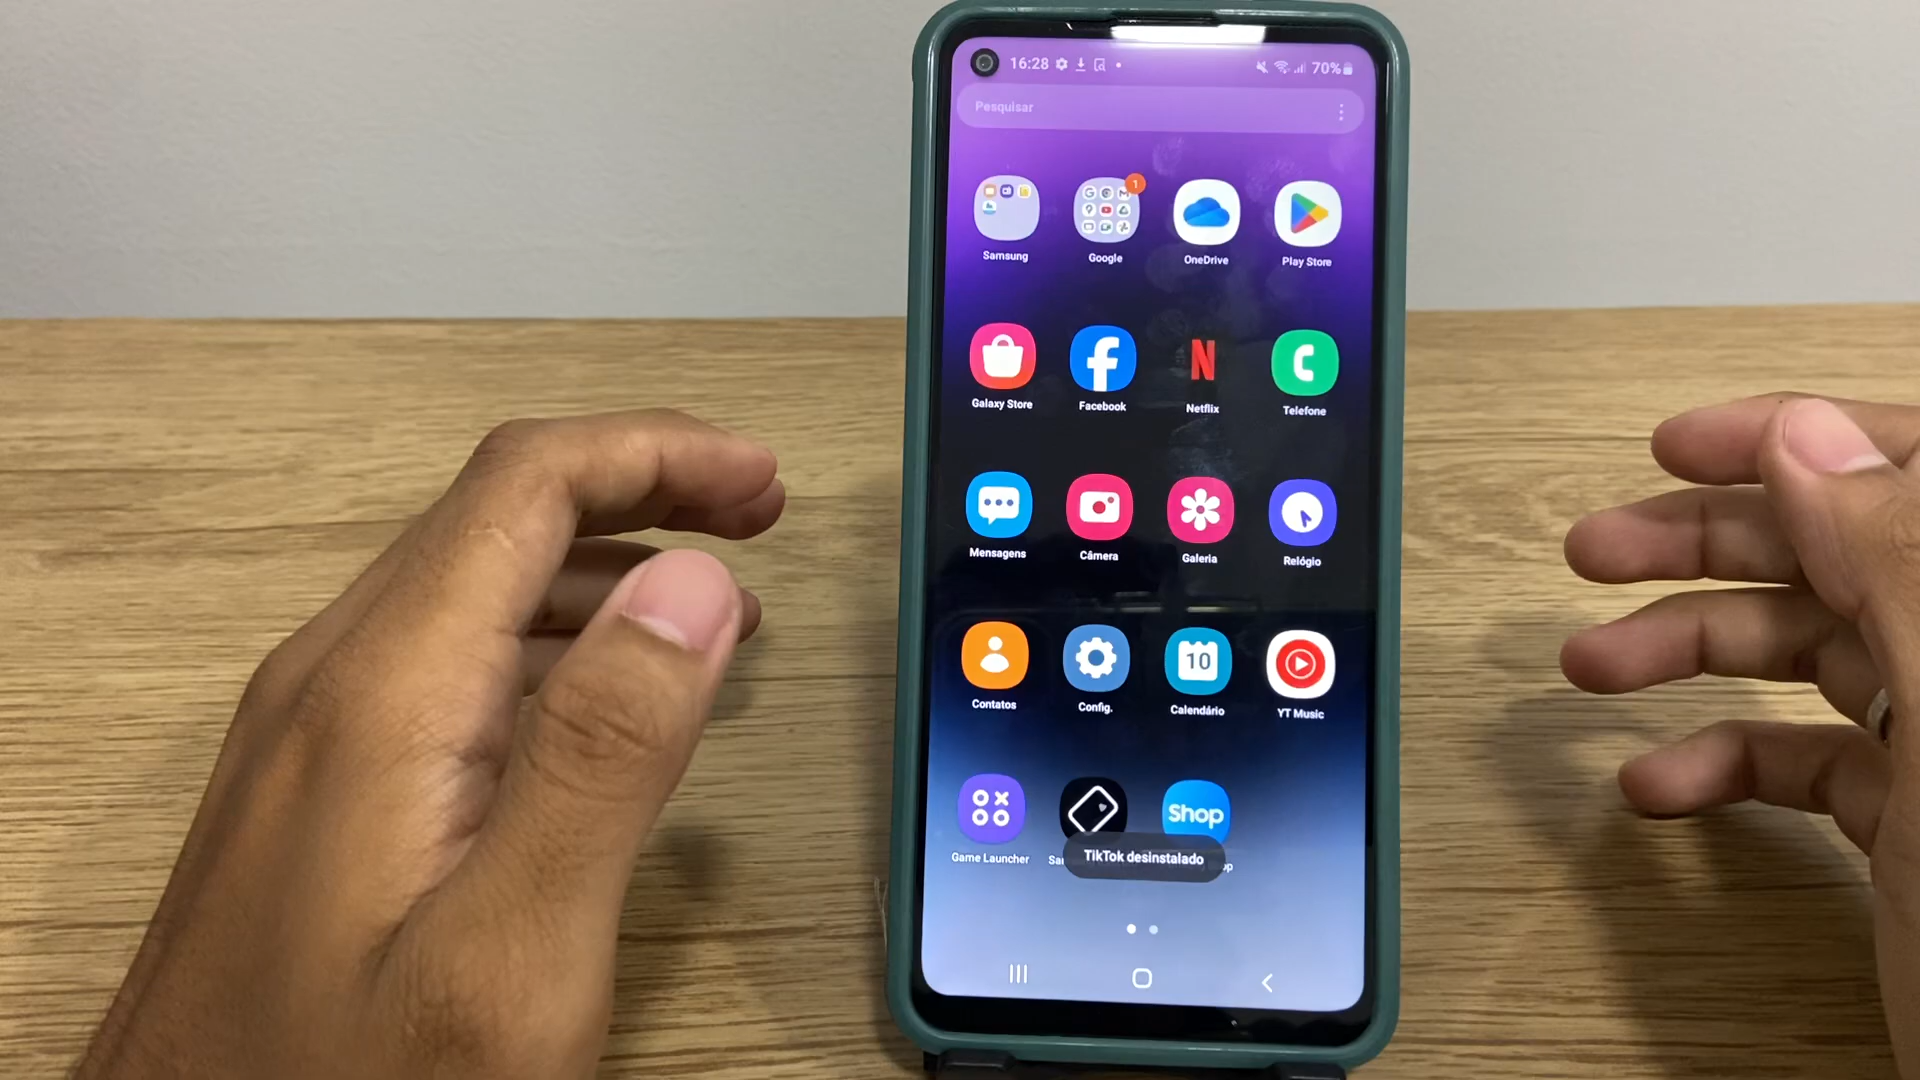 16:28 70%
Pesquisar
1
Samsung Google OneDrive Play Store
N
Galaxy Store Facebook Netflix Telefone
Mensagens Câmera Galeria Relógio
10
Contatos Config. Calendário YT Music
Shop
Game Launcher
TikTok desinstalado